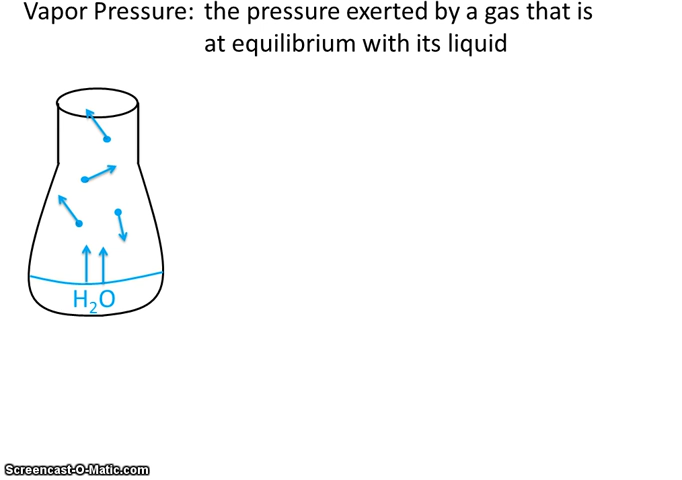 Vapor Pressure: the pressure exerted by a gas that is
at equilibrium with its liquid
H₂O
Screencast-O-Matic.com